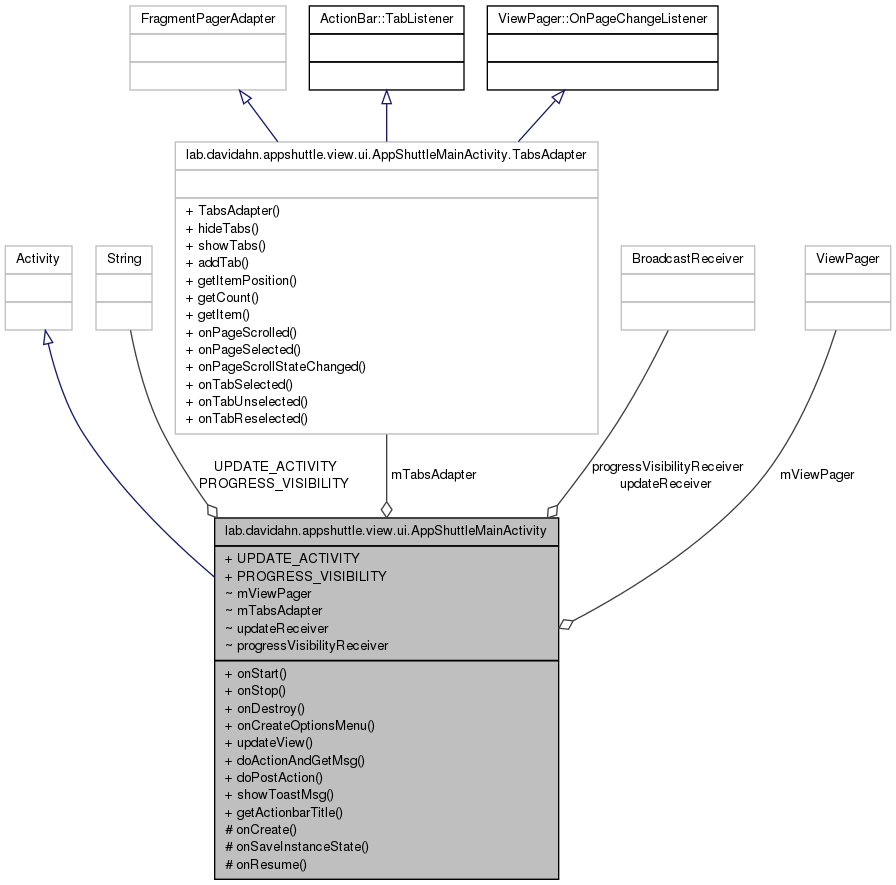 FragmentPagerAdapter
ActionBar::TabListener
ViewPager::OnPageChangeListener
lab.davidahn.appshuttle.view.ui.AppShuttleMainActivity.TabsAdapter
+ TabsAdapter()
+ hideTabs()
+ showTabs()
+ addTab()
+ getItemPosition()
+ getCount()
+ getItem()
+ onPageScrolled()
+ onPageSelected()
+ onPageScrollStateChanged()
+ onTabSelected()
+ onTabUnselected()
+ onTabReselected()
Activity
String
BroadcastReceiver
ViewPager
UPDATE_ACTIVITY
PROGRESS_VISIBILITY
mTabsAdapter
progressVisibilityReceiver
updateReceiver
mViewPager
lab.davidahn.appshuttle.view.ui.AppShuttleMainActivity
+ UPDATE_ACTIVITY
+ PROGRESS_VISIBILITY
~ mViewPager
~ mTabsAdapter
~ updateReceiver
~ progressVisibilityReceiver
+ onStart()
+ onStop()
+ onDestroy()
+ onCreateOptionsMenu()
+ updateView()
+ doActionAndGetMsg()
+ doPostAction()
+ showToastMsg()
+ getActionbarTitle()
# onCreate()
# onSaveInstanceState()
# onResume()